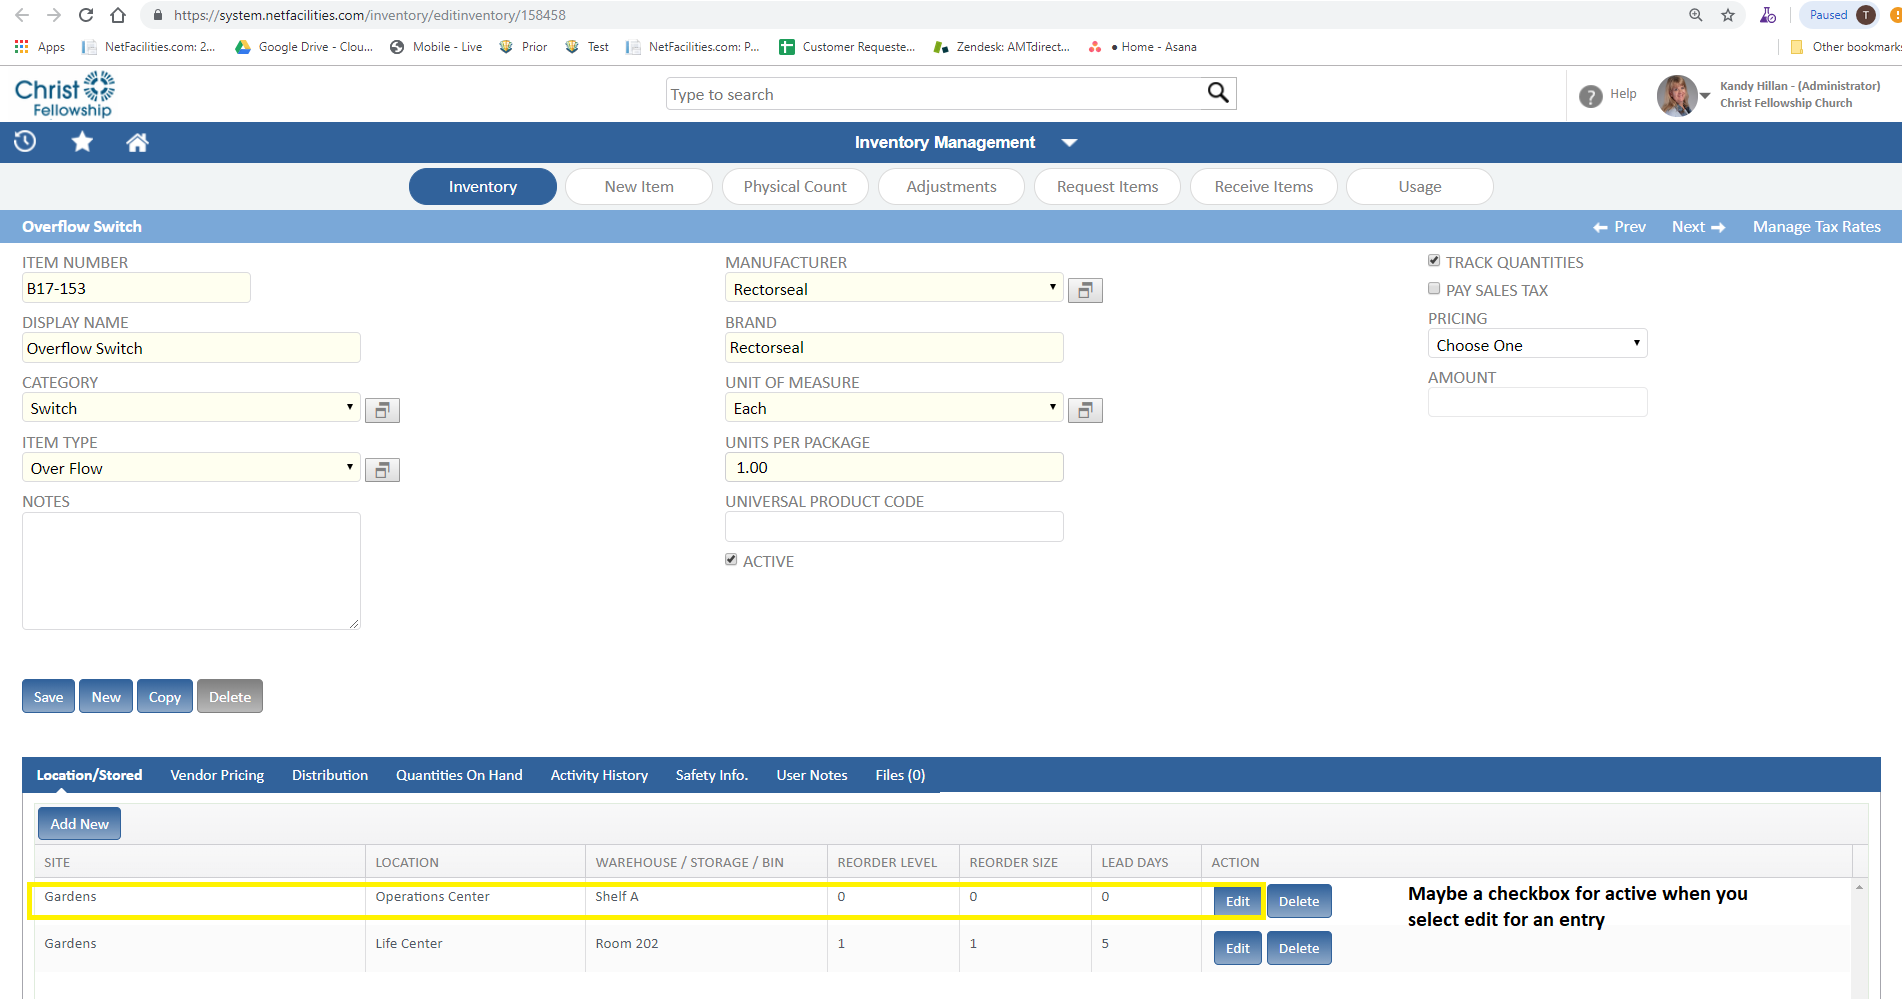 https://system.netfacilities.com/inventory/editinventory/158458
Paused T
Apps NetFacilities.com: 2... Google Drive - Clou... Mobile - Live Prior Test NetFacilities.com: P... Customer Requeste... Zendesk: AMTdirect... • Home - Asana Other bookmarks
Christ
Fellowship
Type to search
? Help
Kandy Hillan - (Administrator)
Christ Fellowship Church
Inventory Management
Inventory New Item Physical Count Adjustments Request Items Receive Items Usage
Overflow Switch Prev Next Manage Tax Rates
ITEM NUMBER MANUFACTURER TRACK QUANTITIES
B17-153 Rectorseal PAY SALES TAX
DISPLAY NAME BRAND PRICING
Overflow Switch Rectorseal Choose One
CATEGORY UNIT OF MEASURE AMOUNT
Switch Each
ITEM TYPE UNITS PER PACKAGE
Over Flow 1.00
NOTES UNIVERSAL PRODUCT CODE
ACTIVE
Save New Copy Delete
Location/Stored Vendor Pricing Distribution Quantities On Hand Activity History Safety Info. User Notes Files (0)
Add New
SITE LOCATION WAREHOUSE / STORAGE / BIN REORDER LEVEL REORDER SIZE LEAD DAYS ACTION
Gardens Operations Center Shelf A 0 0 0 Edit Delete
Maybe a checkbox for active when you
select edit for an entry
Gardens Life Center Room 202 1 1 5 Edit Delete